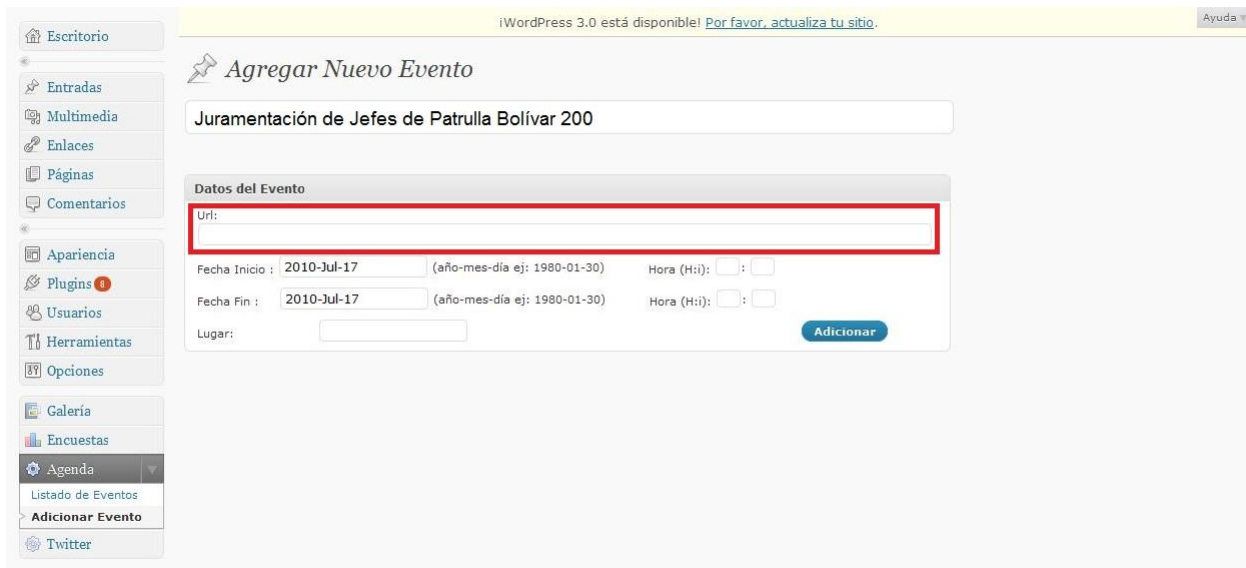 ¡WordPress 3.0 está disponible! Por favor, actualiza tu sitio.
Ayuda
Escritorio
Entradas
Multimedia
Enlaces
Páginas
Comentarios
Apariencia
Plugins 8
Usuarios
Herramientas
Opciones
Galería
Encuestas
Agenda
Listado de Eventos
Adicionar Evento
Twitter
Agregar Nuevo Evento
Juramentación de Jefes de Patrulla Bolívar 200
Datos del Evento
Url:
Fecha Inicio : 2010-Jul-17 (año-mes-día ej: 1980-01-30) Hora (H:i): :
Fecha Fin : 2010-Jul-17 (año-mes-día ej: 1980-01-30) Hora (H:i): :
Lugar: Adicionar